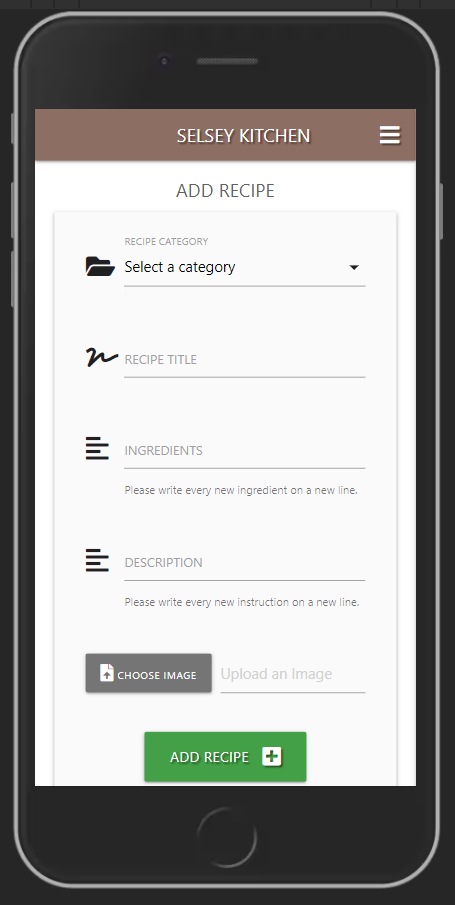 SELSEY KITCHEN
ADD RECIPE
RECIPE CATEGORY
Select a category
RECIPE TITLE
INGREDIENTS
Please write every new ingredient on a new line.
DESCRIPTION
Please write every new instruction on a new line.
CHOOSE IMAGE Upload an Image
ADD RECIPE